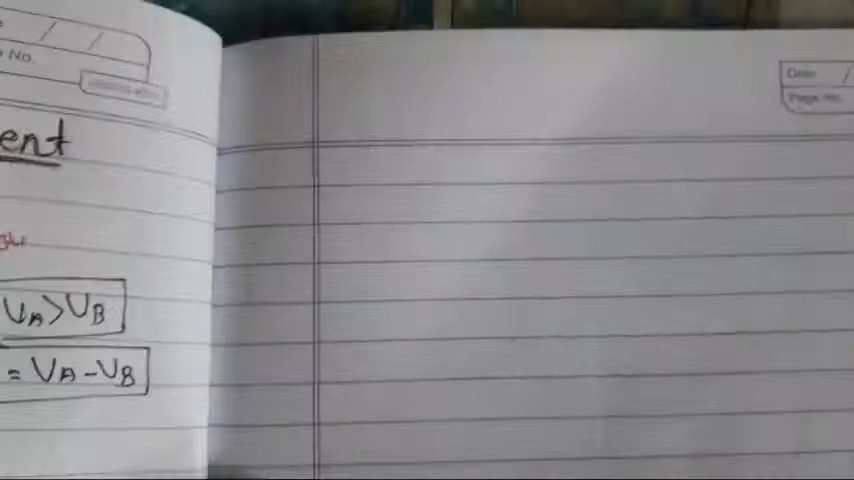 No.
ent
VA>VB
= VA-VB
Date
Page No.